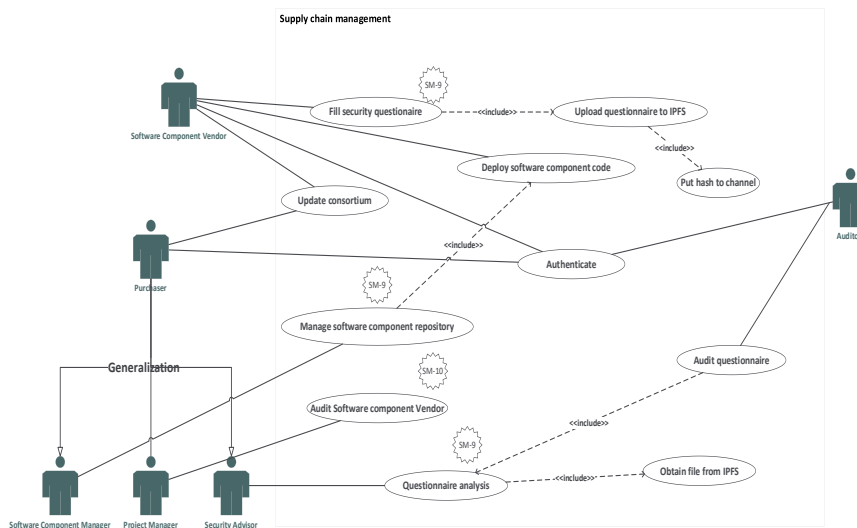 Supply chain management
SM-9
Fill security questionaire
<<include>>
Upload questionnaire to IPFS
Software Component Vendor
<<include>>
Deploy software component code
Put hash to channel
Update consortium
Auditor
<<include>>
Authenticate
Purchaser
SM-9
Manage software component repository
Audit questionnaire
Generalization
SM-10
Audit Software component Vendor
<<include>>
SM-9
Obtain file from IPFS
<<include>>
Questionnaire analysis
Software Component Manager
Project Manager
Security Advisor